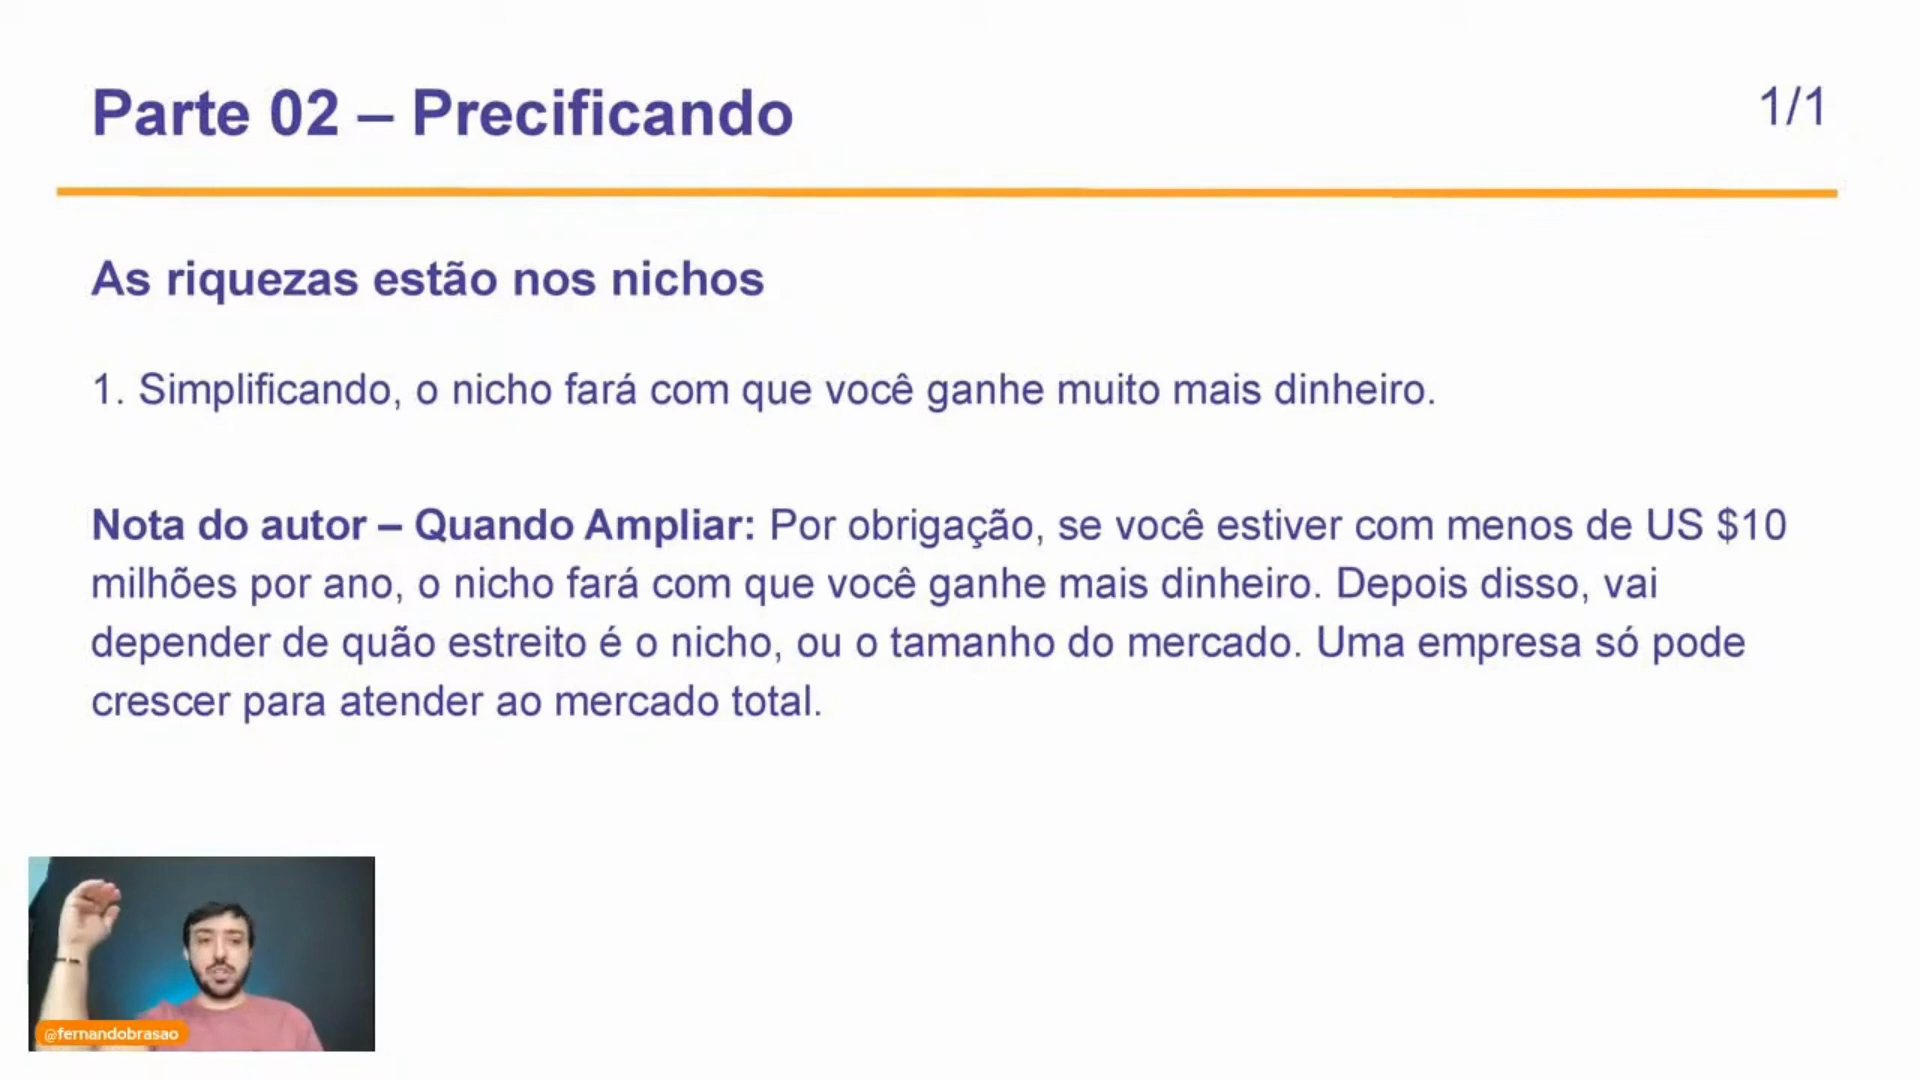 Parte 02 – Precificando
1/1
As riquezas estão nos nichos
1. Simplificando, o nicho fará com que você ganhe muito mais dinheiro.
Nota do autor – Quando Ampliar: Por obrigação, se você estiver com menos de US $10
milhões por ano, o nicho fará com que você ganhe mais dinheiro. Depois disso, vai
depender de quão estreito é o nicho, ou o tamanho do mercado. Uma empresa só pode
crescer para atender ao mercado total.
@fernandobrasao